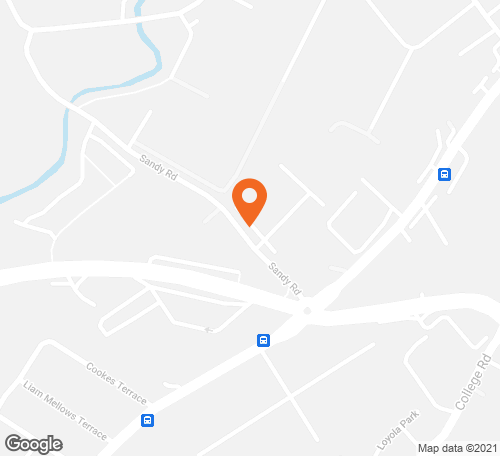 Sandy Rd
Sandy Rd
Cookes Terrace
Liam Mellows Terrace
College Rd
Loyola Park
Google
Map data ©2021